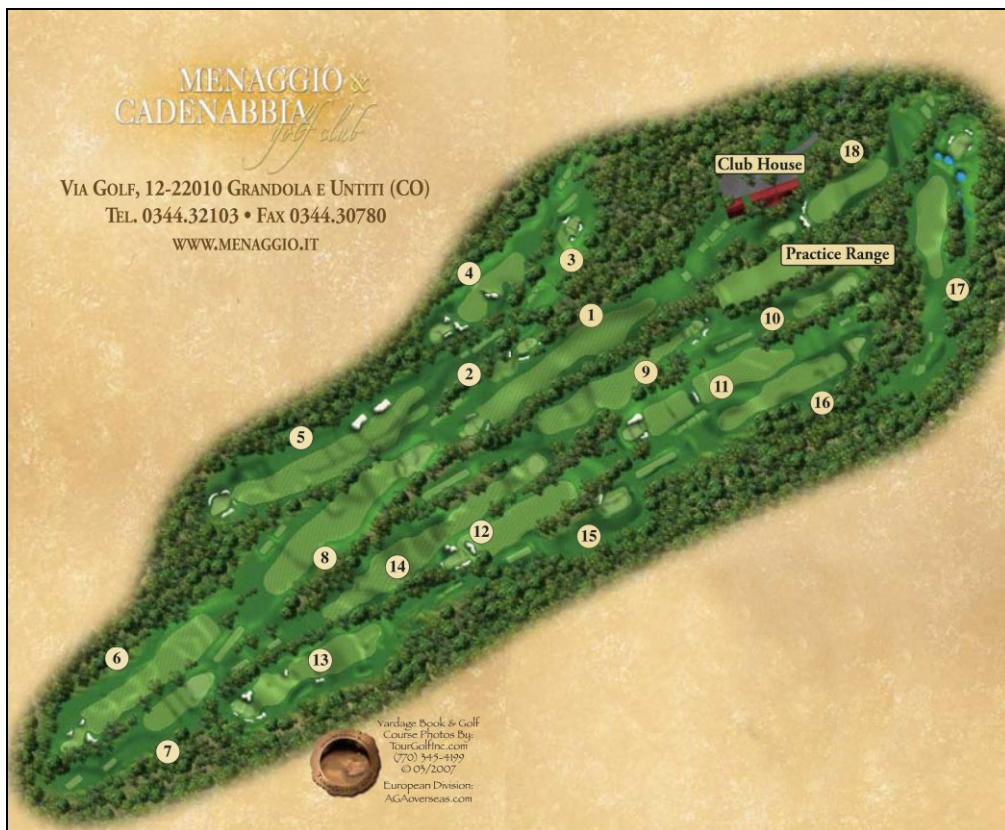 MENAGGIO &
CADENABBIA
golf club
VIA GOLF, 12-22010 GRANDOLA E UNTITI (CO)
TEL. 0344.32103 • FAX 0344.30780
WWW.MENAGGIO.IT
18
Club House
3
4
Practice Range
17
1
10
2
9
11
16
5
12
15
8
14
6
13
7
Yardage Book & Golf
Course Photos By:
TourGolfInc.com
(770) 345-4199
© 03/2007
European Division:
AGAoverseas.com